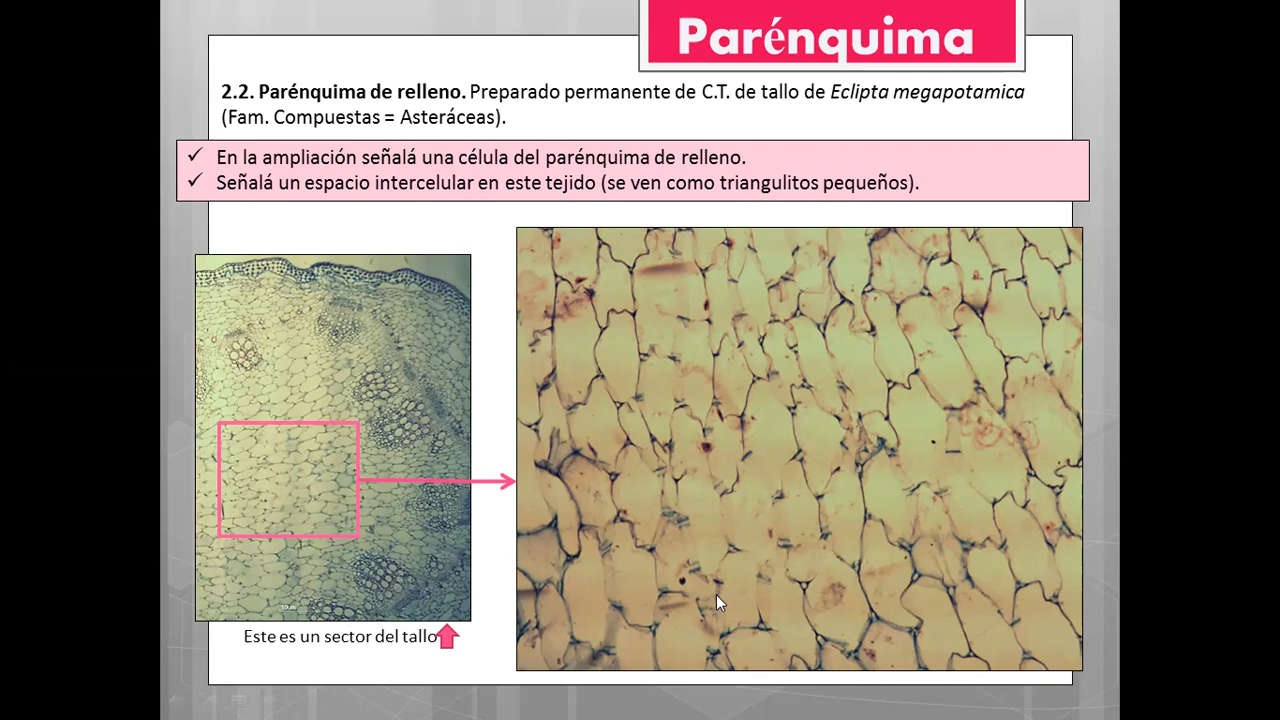 Parénquima
2.2. Parénquima de relleno. Preparado permanente de C.T. de tallo de Eclipta megapotamica
(Fam. Compuestas = Asteráceas).
✓ En la ampliación señalá una célula del parénquima de relleno.
✓ Señalá un espacio intercelular en este tejido (se ven como triangulitos pequeños).
Este es un sector del tallo